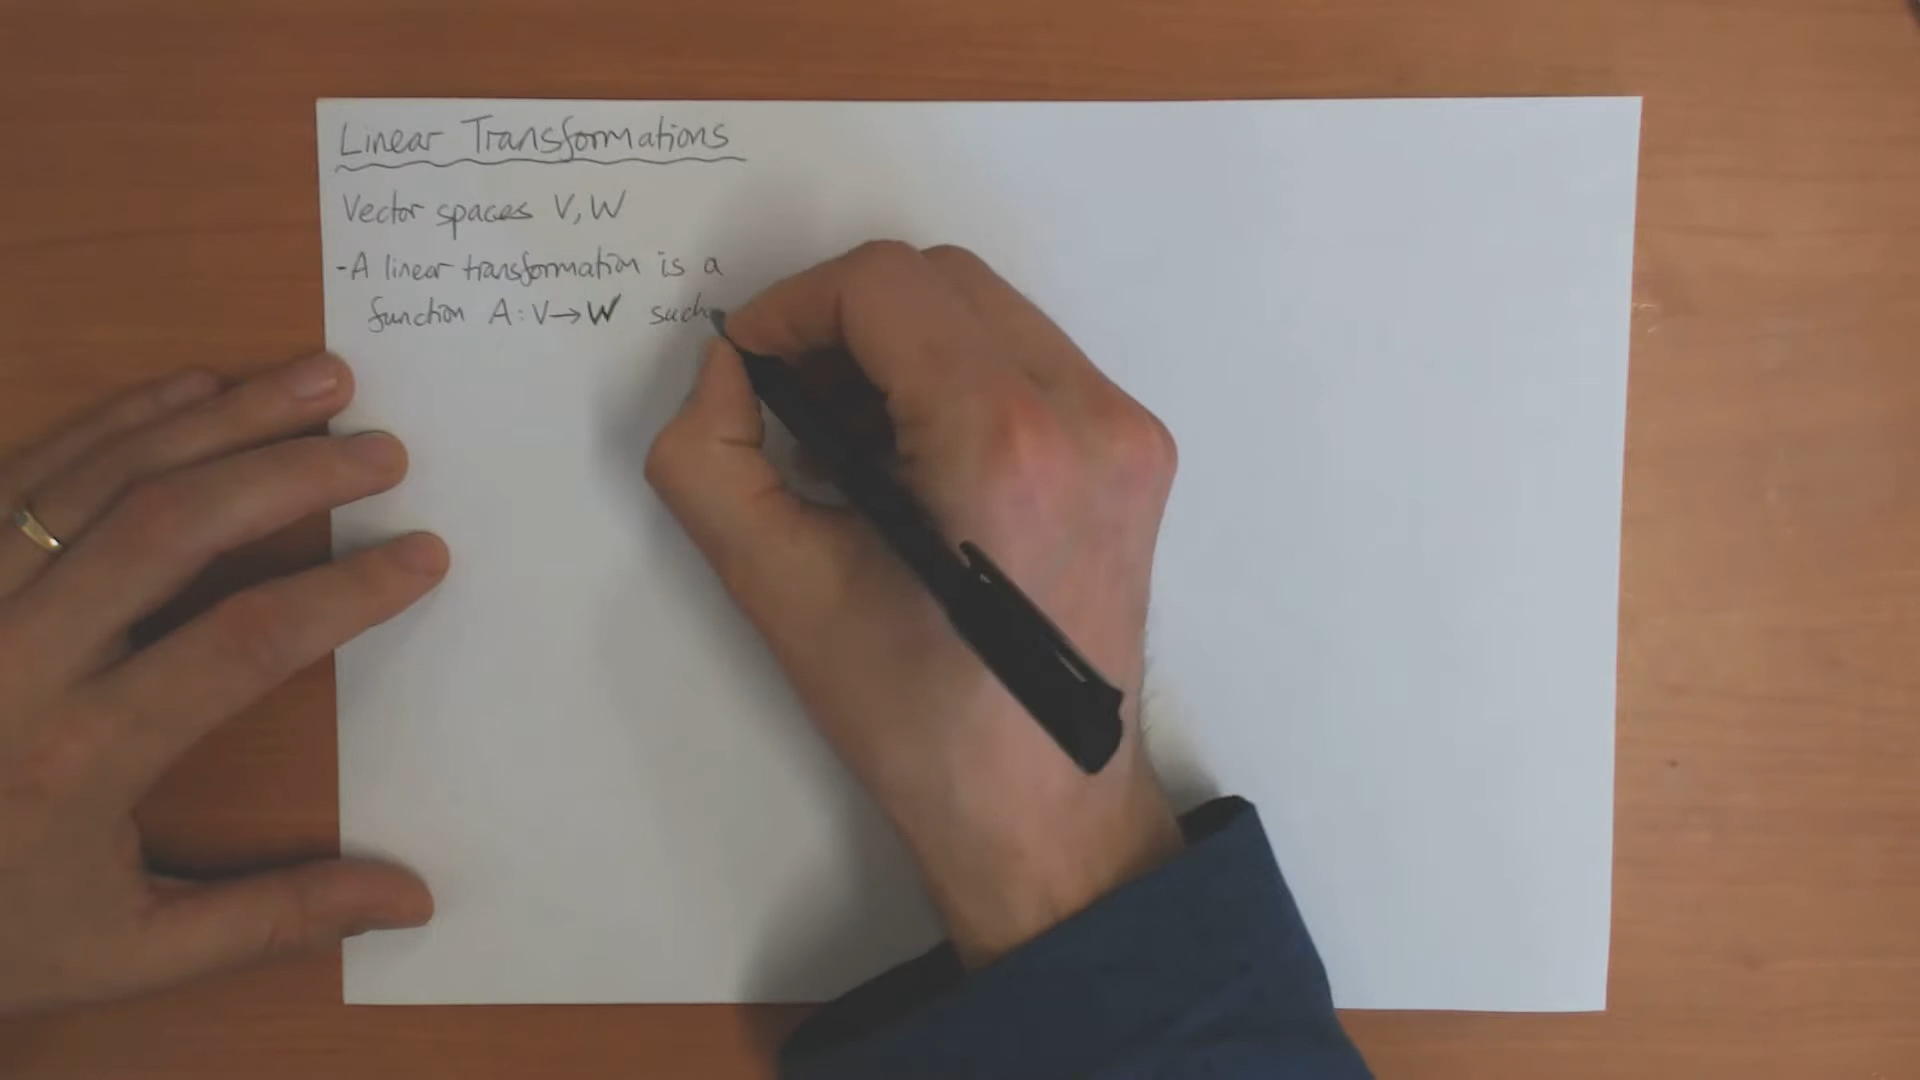 Linear Transformations
Vector spaces V, W
-A linear transformation is a
function A:V→W such